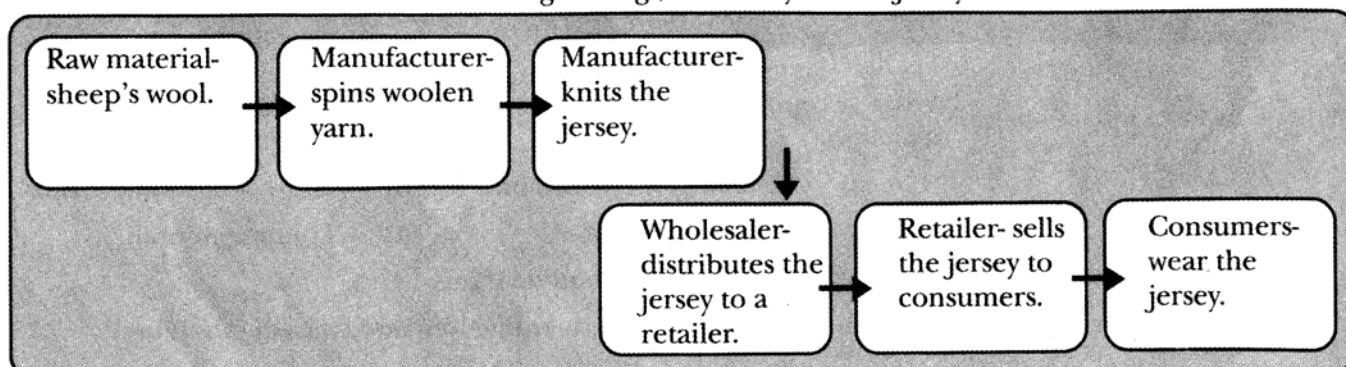 Raw material-
sheep's wool.
Manufacturer-
spins woolen
yarn.
Manufacturer-
knits the
jersey.
Wholesaler-
distributes the
jersey to a
retailer.
Retailer- sells
the jersey to
consumers.
Consumers-
wear the
jersey.